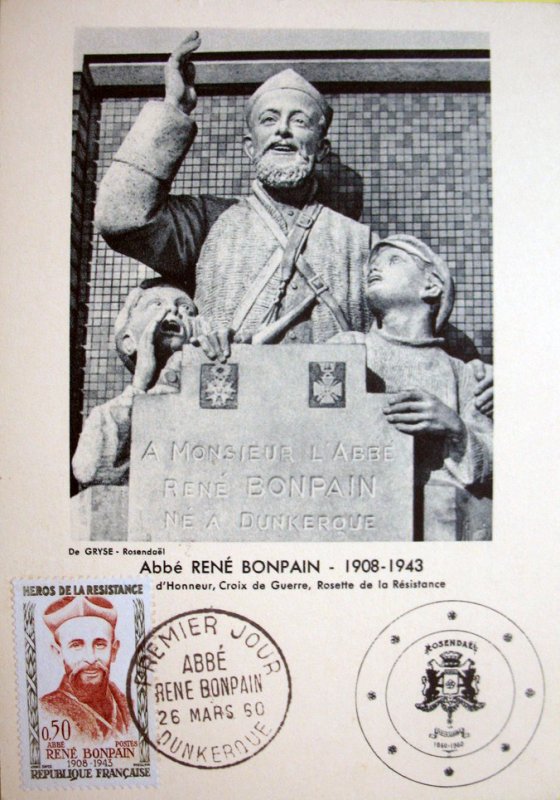 A MONSIEUR L'ABBÉ
RENÉ BONPAIN
NÉ A DUNKERQUE
De GRYSE - Rosendaël
Abbé RENÉ BONPAIN - 1908-1943
d'Honneur, Croix de Guerre, Rosette de la Résistance
HEROS DE LA RESISTANCE
0,50
POSTES
ABBÉ
RENÉ BONPAIN
1908-1943
REPUBLIQUE FRANÇAISE
PREMIER JOUR
ABBÉ
RENE BONPAIN
26 MARS 60
DUNKERQUE
ROSENDAËL
1860-1960